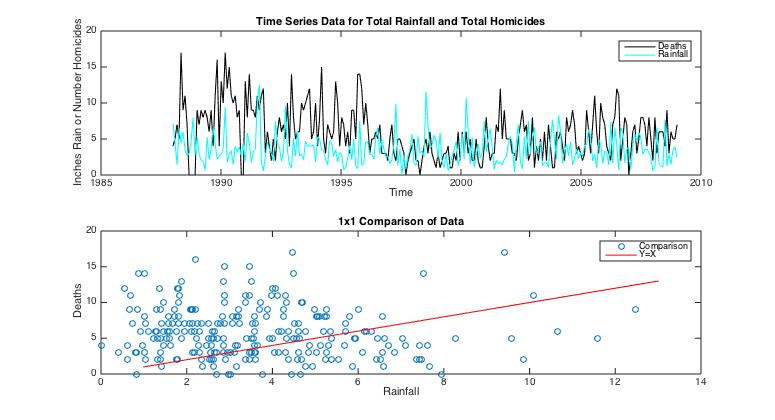 Time Series Data for Total Rainfall and Total Homicides
Inches Rain or Number Homicides
20
15
10
5
0
Deaths
Rainfall
1985
1990
1995
2000
2005
2010
Time
1x1 Comparison of Data
Deaths
20
15
10
5
0
Comparison
Y=X
0
2
4
6
8
10
12
14
Rainfall